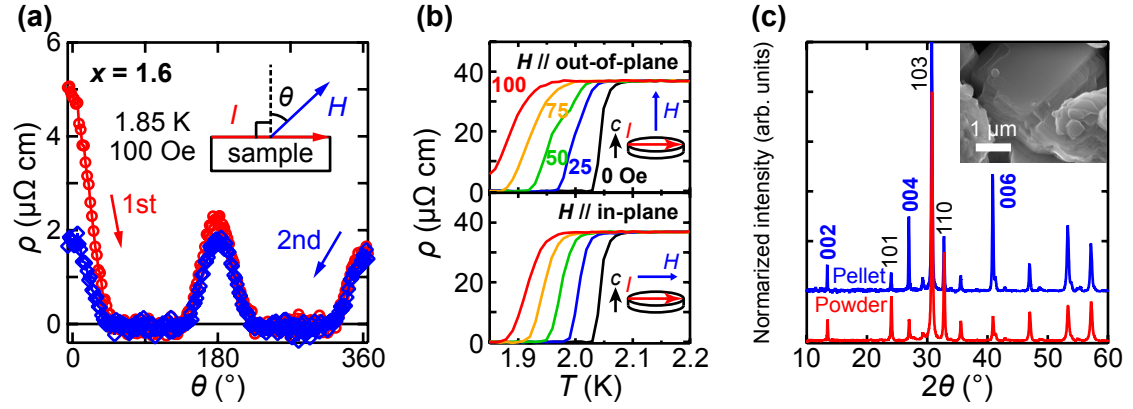 (a)
6
4
2
0
ρ (μΩ cm)
x = 1.6
1.85 K
100 Oe
I
θ
H
sample
1st
2nd
0
180
360
θ (°)
(b)
40
20
0
H // out-of-plane
100
75
50
25
0 Oe
H
c
I
40
20
0
ρ (μΩ cm)
H // in-plane
H
c
I
1.9
2.0
2.1
2.2
T (K)
(c)
Normalized intensity (arb. units)
002
101
004
103
110
006
1 μm
Pellet
Powder
10
20
30
40
50
60
2θ (°)